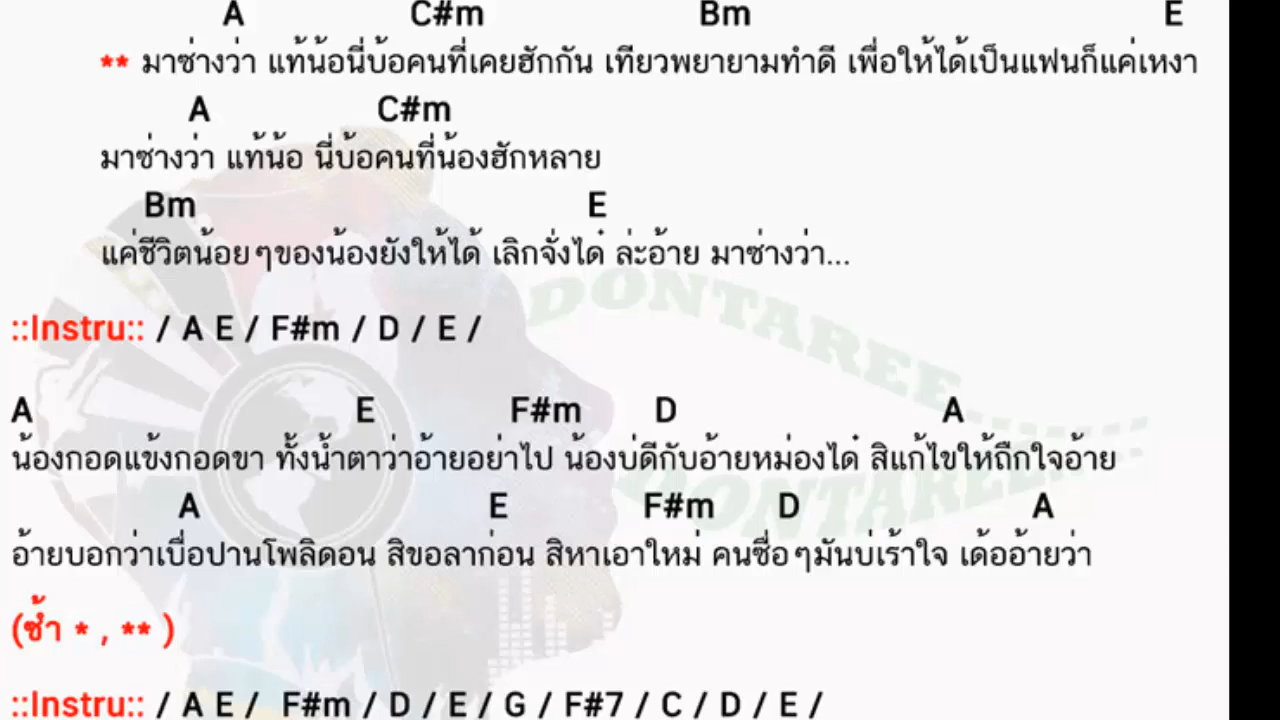 A C#m Bm E
** มาซ่างว่า แท้น้อนี่บ้อคนที่เคยฮักกัน เทียวพยายามทำดี เพื่อให้ได้เป็นแฟนก็แค่เหงา
A C#m
มาซ่างว่า แท้น้อ นี่บ้อคนที่น้องฮักหลาย
Bm E
แค่ชีวิตน้อยๆของน้องยังให้ได้ เลิกจั่งได๋ ล่ะอ้าย มาซ่างว่า...
DONTAREE........
::Instru:: / A E / F#m / D / E /
A E F#m D A
น้องกอดแข้งกอดขา ทั้งน้ำตาว่าอ้ายอย่าไป น้องบ่ดีกับอ้ายหม่องได๋ สิแก้ไขให้ถืกใจอ้าย
DONTAREE........
A E F#m D A
อ้ายบอกว่าเบื่อปานโพลิดอน สิขอลาก่อน สิหาเอาใหม่ คนซื่อๆมันบ่เร้าใจ เด้ออ้ายว่า
(ซ้ำ * , ** )
::Instru:: / A E / F#m / D / E / G / F#7 / C / D / E /